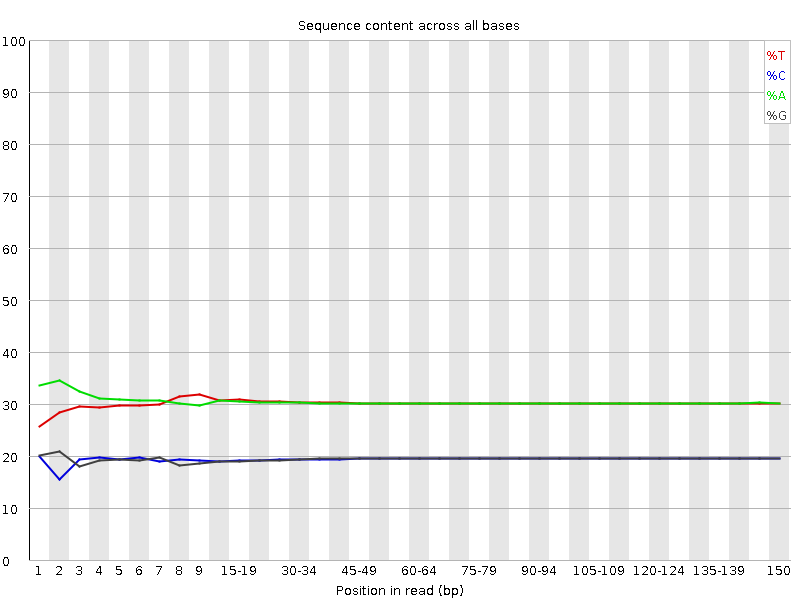 Sequence content across all bases
100
90
80
70
60
50
40
30
20
10
0
%T
%C
%A
%G
1 2 3 4 5 6 7 8 9 15-19 30-34 45-49 60-64 75-79 90-94 105-109 120-124 135-139 150
Position in read (bp)